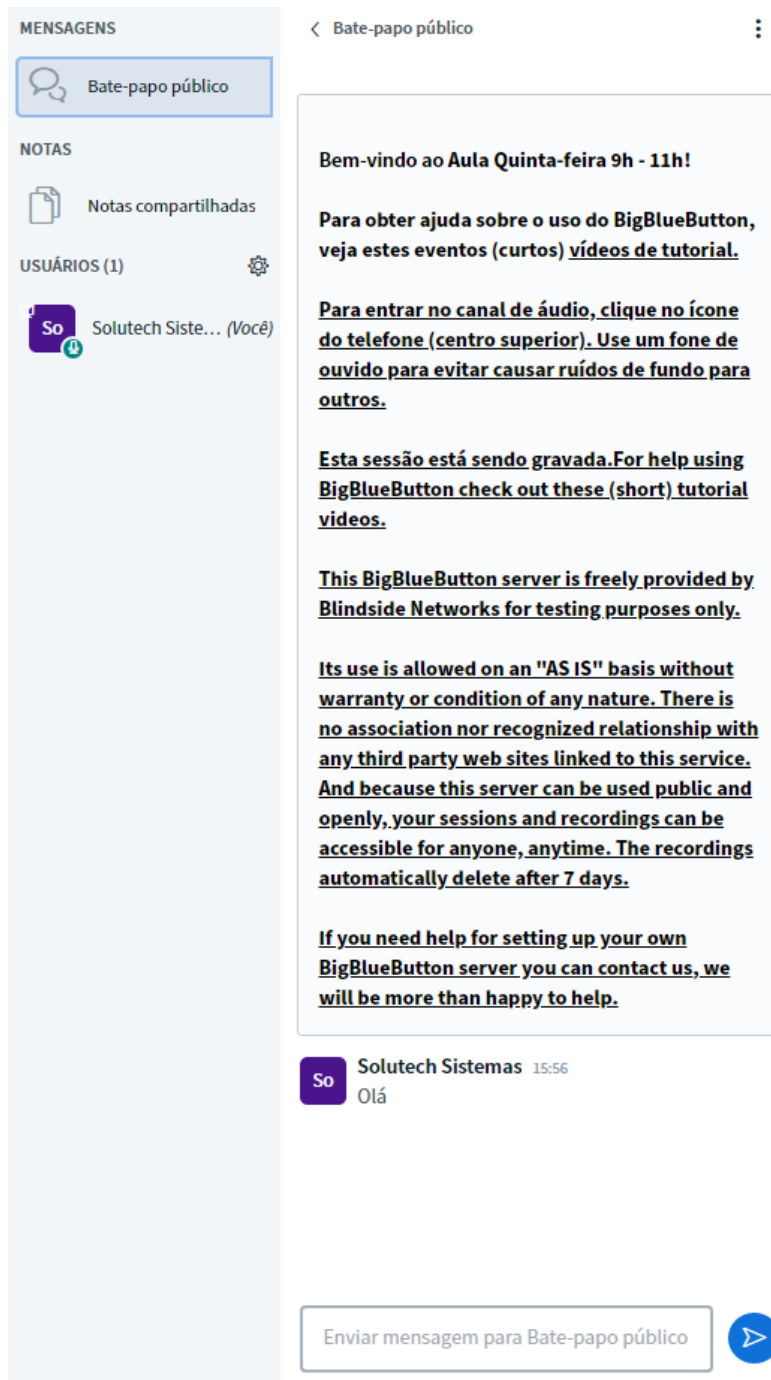 MENSAGENS
Bate-papo público
NOTAS
Notas compartilhadas
USUÁRIOS (1)
So
Solutech Siste... (Você)
Bate-papo público
Bem-vindo ao Aula Quinta-feira 9h - 11h!
Para obter ajuda sobre o uso do BigBlueButton,
veja estes eventos (curtos) vídeos de tutorial.
Para entrar no canal de áudio, clique no ícone
do telefone (centro superior). Use um fone de
ouvido para evitar causar ruídos de fundo para
outros.
Esta sessão está sendo gravada.For help using
BigBlueButton check out these (short) tutorial
videos.
This BigBlueButton server is freely provided by
Blindside Networks for testing purposes only.
Its use is allowed on an "AS IS" basis without
warranty or condition of any nature. There is
no association nor recognized relationship with
any third party web sites linked to this service.
And because this server can be used public and
openly, your sessions and recordings can be
accessible for anyone, anytime. The recordings
automatically delete after 7 days.
If you need help for setting up your own
BigBlueButton server you can contact us, we
will be more than happy to help.
So
Solutech Sistemas 15:56
Olá
Enviar mensagem para Bate-papo público